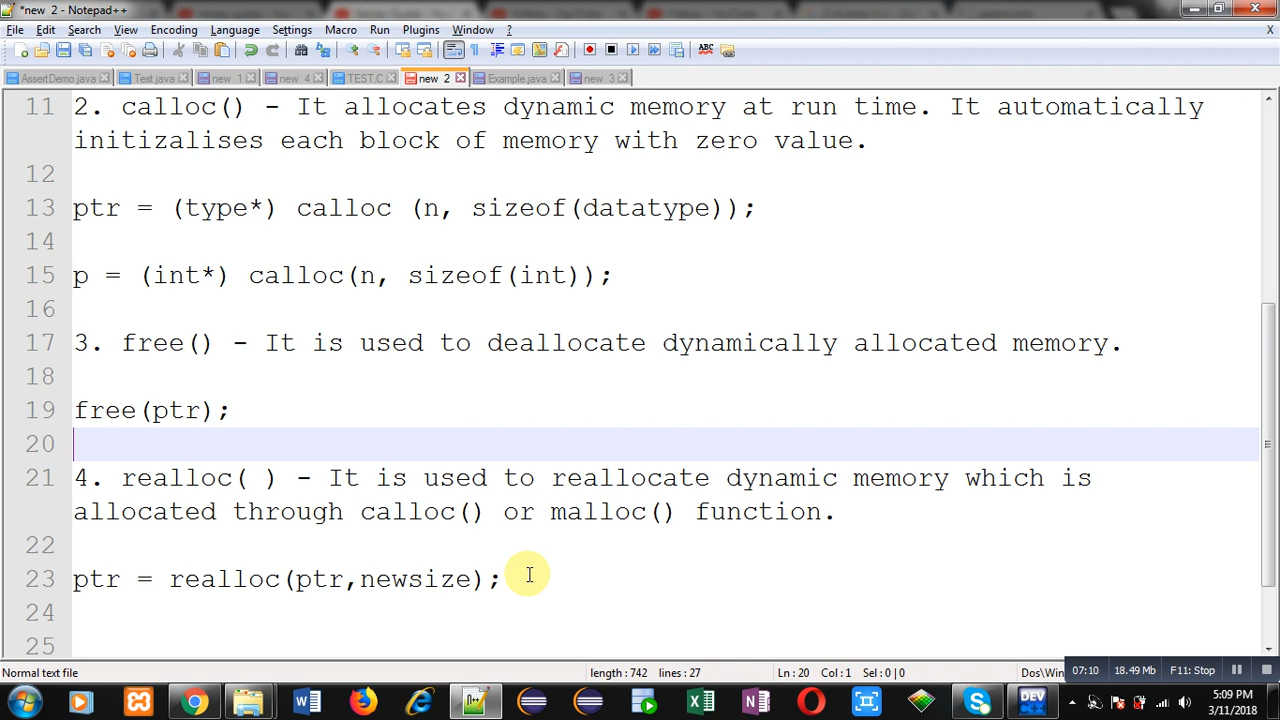 *new 2 - Notepad++
File Edit Search View Encoding Language Settings Macro Run Plugins Window ? X
AssertDemo.java Test.java new 1 new 4 TEST.C new 2 Example.java new 3
11 2. calloc() - It allocates dynamic memory at run time. It automatically
initizalises each block of memory with zero value.
12
13 ptr = (type*) calloc (n, sizeof(datatype));
14
15 p = (int*) calloc(n, sizeof(int));
16
17 3. free() - It is used to deallocate dynamically allocated memory.
18
19 free(ptr);
20
21 4. realloc( ) - It is used to reallocate dynamic memory which is
allocated through calloc() or malloc() function.
22
23 ptr = realloc(ptr,newsize);
24
25
Normal text file length : 742 lines : 27 Ln : 20 Col : 1 Sel : 0 | 0 Dos\Win
07:10 18.49 Mb F11: Stop
5:09 PM
3/11/2018